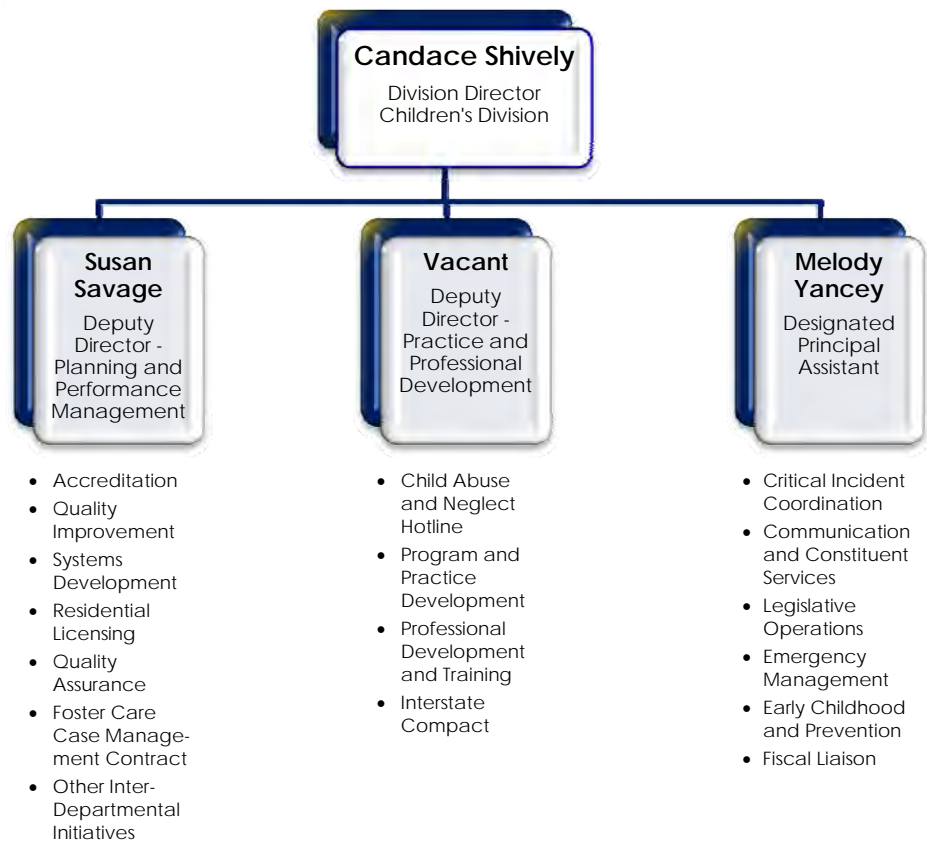 Candace Shively
Division Director
Children's Division
Susan
Savage
Deputy
Director -
Planning and
Performance
Management
• Accreditation
• Quality
Improvement
• Systems
Development
• Residential
Licensing
• Quality
Assurance
• Foster Care
Case Manage-
ment Contract
• Other Inter-
Departmental
Initiatives
Vacant
Deputy
Director -
Practice and
Professional
Development
• Child Abuse
and Neglect
Hotline
• Program and
Practice
Development
• Professional
Development
and Training
• Interstate
Compact
Melody
Yancey
Designated
Principal
Assistant
• Critical Incident
Coordination
• Communication
and Constituent
Services
• Legislative
Operations
• Emergency
Management
• Early Childhood
and Prevention
• Fiscal Liaison